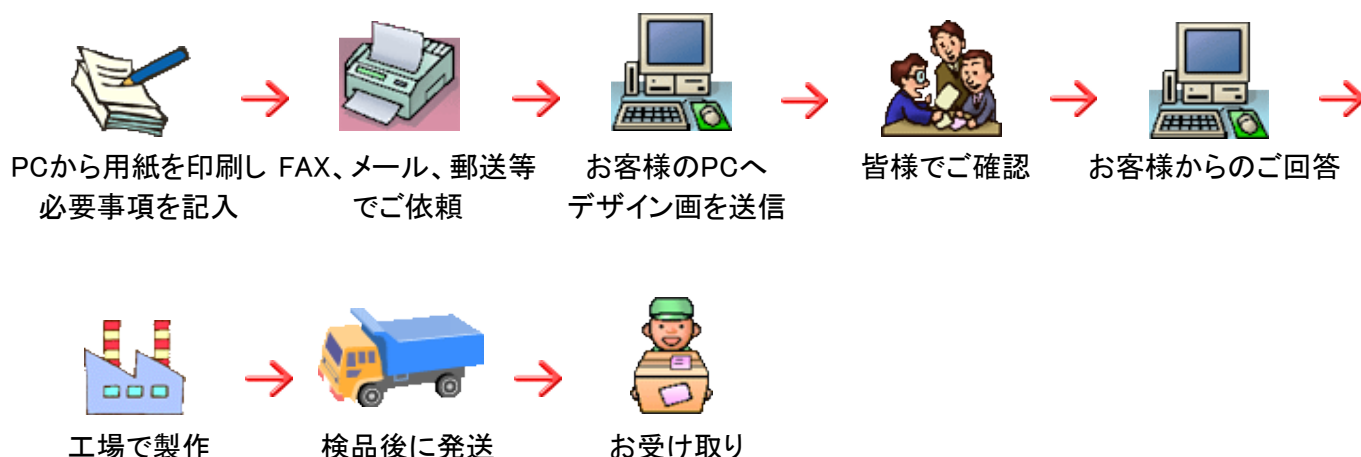 PCから用紙を印刷し
必要事項を記入
FAX、メール、郵送等
でご依頼
お客様のPCへ
デザイン画を送信
皆様でご確認
お客様からのご回答
工場で製作
検品後に発送
お受け取り